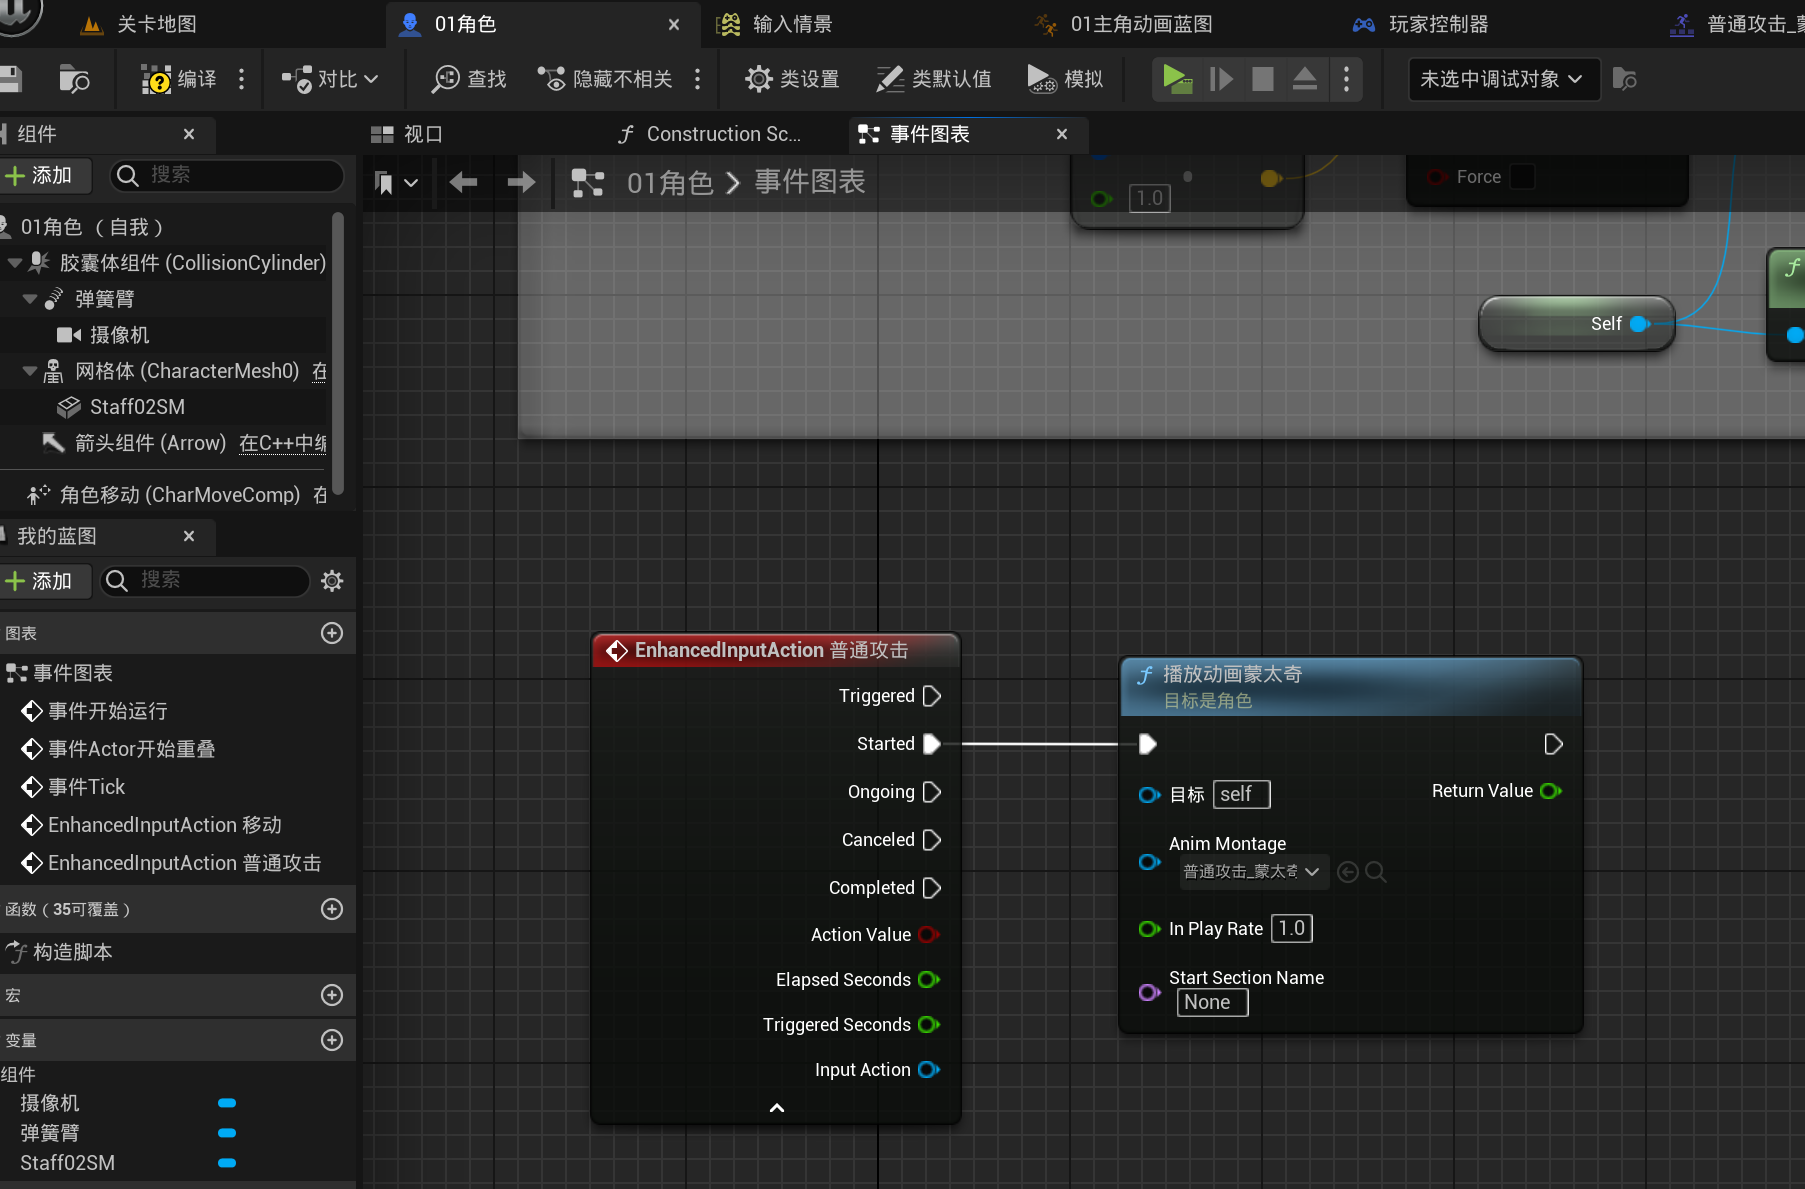 关卡地图
01角色
输入情景
01主角动画蓝图
玩家控制器
普通攻击_
编译
对比
查找
隐藏不相关
类设置
类默认值
模拟
未选中调试对象
组件
视口
Construction Sc...
事件图表
添加
搜索
01角色 > 事件图表
1.0
Force
01角色 （自我）
胶囊体组件 (CollisionCylinder)
弹簧臂
摄像机
网格体 (CharacterMesh0) 在
Staff02SM
箭头组件 (Arrow) 在C++中编
角色移动 (CharMoveComp) 在
Self
我的蓝图
添加
搜索
图表
事件图表
事件开始运行
事件Actor开始重叠
事件Tick
EnhancedInputAction 移动
EnhancedInputAction 普通攻击
函数（35可覆盖）
构造脚本
宏
变量
组件
摄像机
弹簧臂
Staff02SM
EnhancedInputAction 普通攻击
Triggered
Started
Ongoing
Canceled
Completed
Action Value
Elapsed Seconds
Triggered Seconds
Input Action
播放动画蒙太奇
目标是角色
目标 self
Return Value
Anim Montage
普通攻击_蒙太奇
In Play Rate 1.0
Start Section Name
None